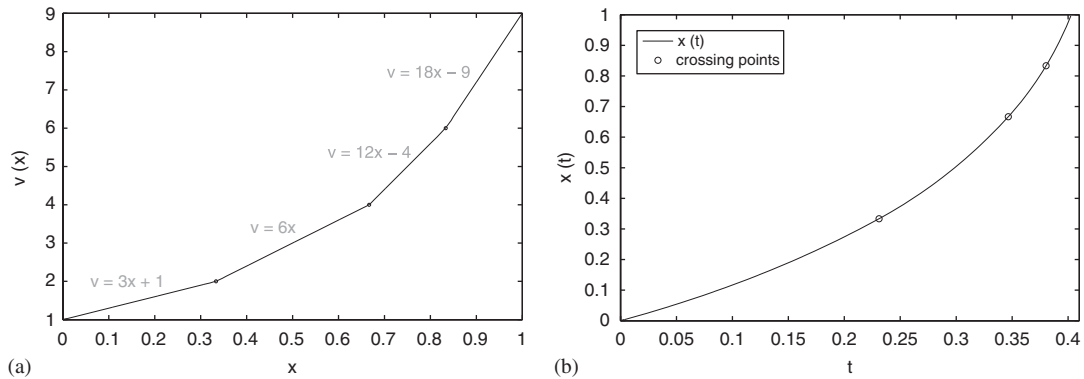 9
8
7
6
5
4
3
2
1
v (x)
v = 18x – 9
v = 12x – 4
v = 6x
v = 3x + 1
0 0.1 0.2 0.3 0.4 0.5 0.6 0.7 0.8 0.9 1
(a)
x
1
0.9
0.8
0.7
0.6
0.5
0.4
0.3
0.2
0.1
0
x (t)
x (t)
crossing points
0 0.05 0.1 0.15 0.2 0.25 0.3 0.35 0.4
(b)
t